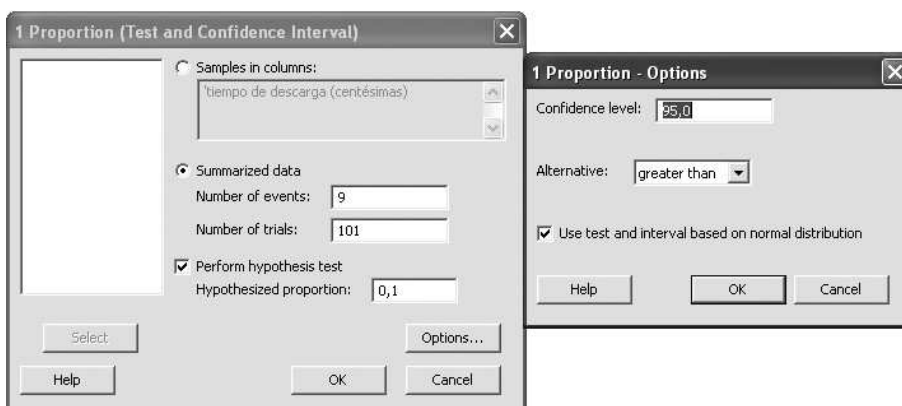 1 Proportion (Test and Confidence Interval)
Samples in columns:
'tiempo de descarga (centésimas)
Summarized data
Number of events: 9
Number of trials: 101
Perform hypothesis test
Hypothesized proportion: 0,1
Select
Options...
Help
OK
Cancel
1 Proportion - Options
Confidence level: 95,0
Alternative: greater than
Use test and interval based on normal distribution
Help
OK
Cancel